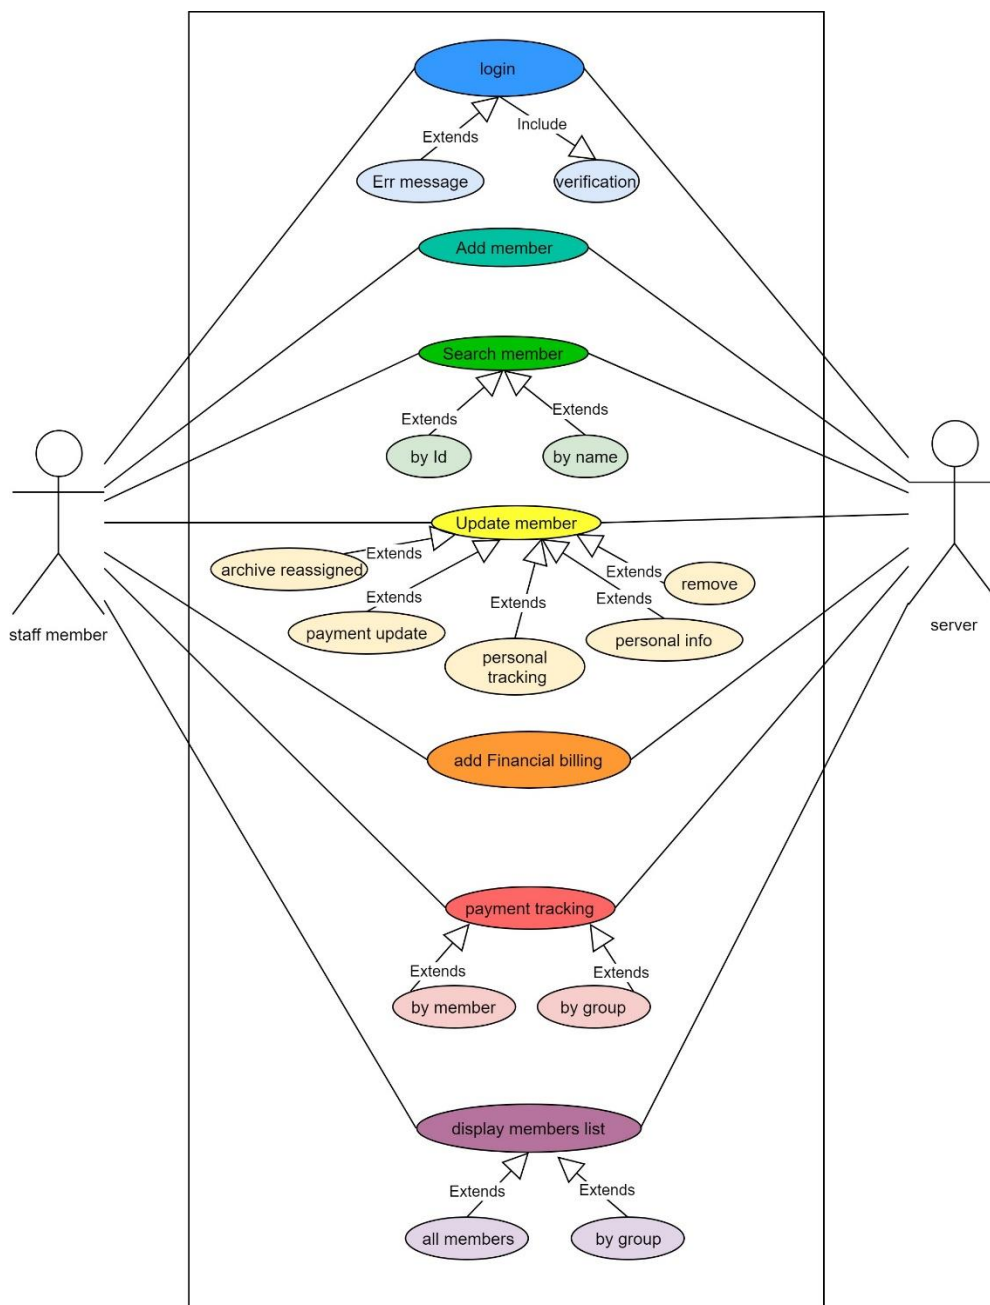 login
Extends
Include
Err message
verification
Add member
Search member
Extends
Extends
by Id
by name
Update member
Extends
archive reassigned
Extends
remove
Extends
Extends
Extends
payment update
personal info
personal
tracking
staff member
server
add Financial billing
payment tracking
Extends
Extends
by member
by group
display members list
Extends
Extends
all members
by group